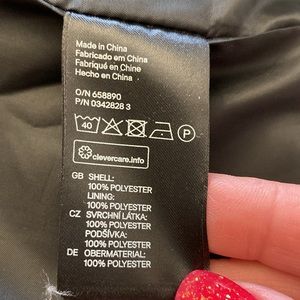 Made in China
Fabricado em China
Fabriqué en Chine
Hecho en China
O/N 658890
P/N 0342828 3
40 P
clevercare.info
GB SHELL:
100% POLYESTER
LINING:
100% POLYESTER
CZ SVRCHNÍ LÁTKA:
100% POLYESTER
PODŠÍVKA:
100% POLYESTER
DE OBERMATERIAL:
100% POLYESTER